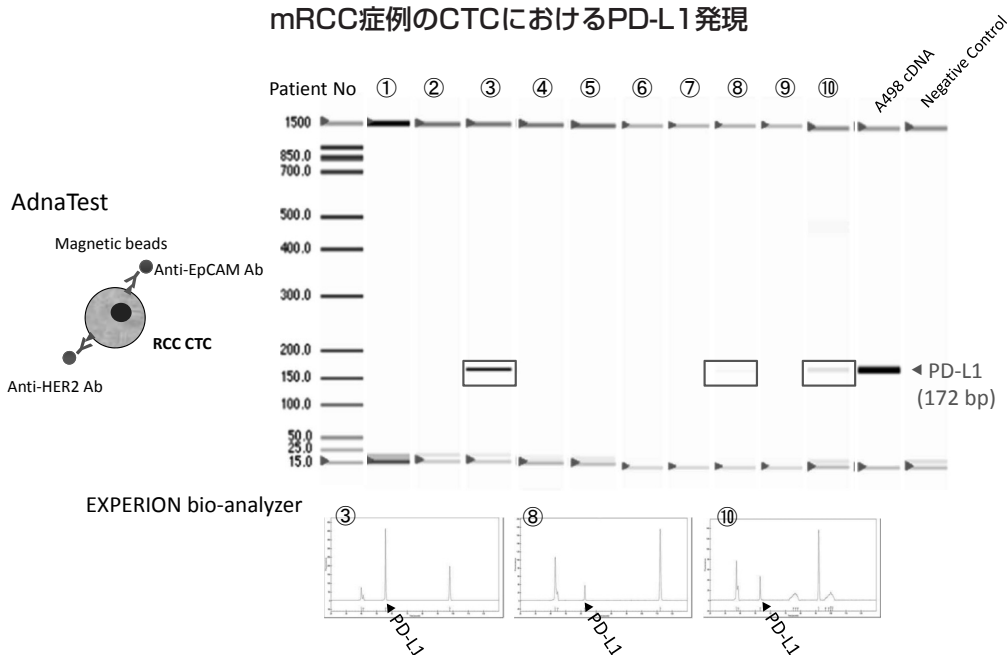 mRCC症例のCTCにおけるPD-L1発現
Patient No ① ② ③ ④ ⑤ ⑥ ⑦ ⑧ ⑨ ⑩ A498 cDNA Negative Control
1500
850.0
700.0
500.0
400.0
300.0
200.0
150.0
100.0
50.0
25.0
15.0
AdnaTest
Magnetic beads
Anti-EpCAM Ab
RCC CTC
Anti-HER2 Ab
PD-L1
(172 bp)
EXPERION bio-analyzer
③ ⑧ ⑩
PD-L1 PD-L1 PD-L1